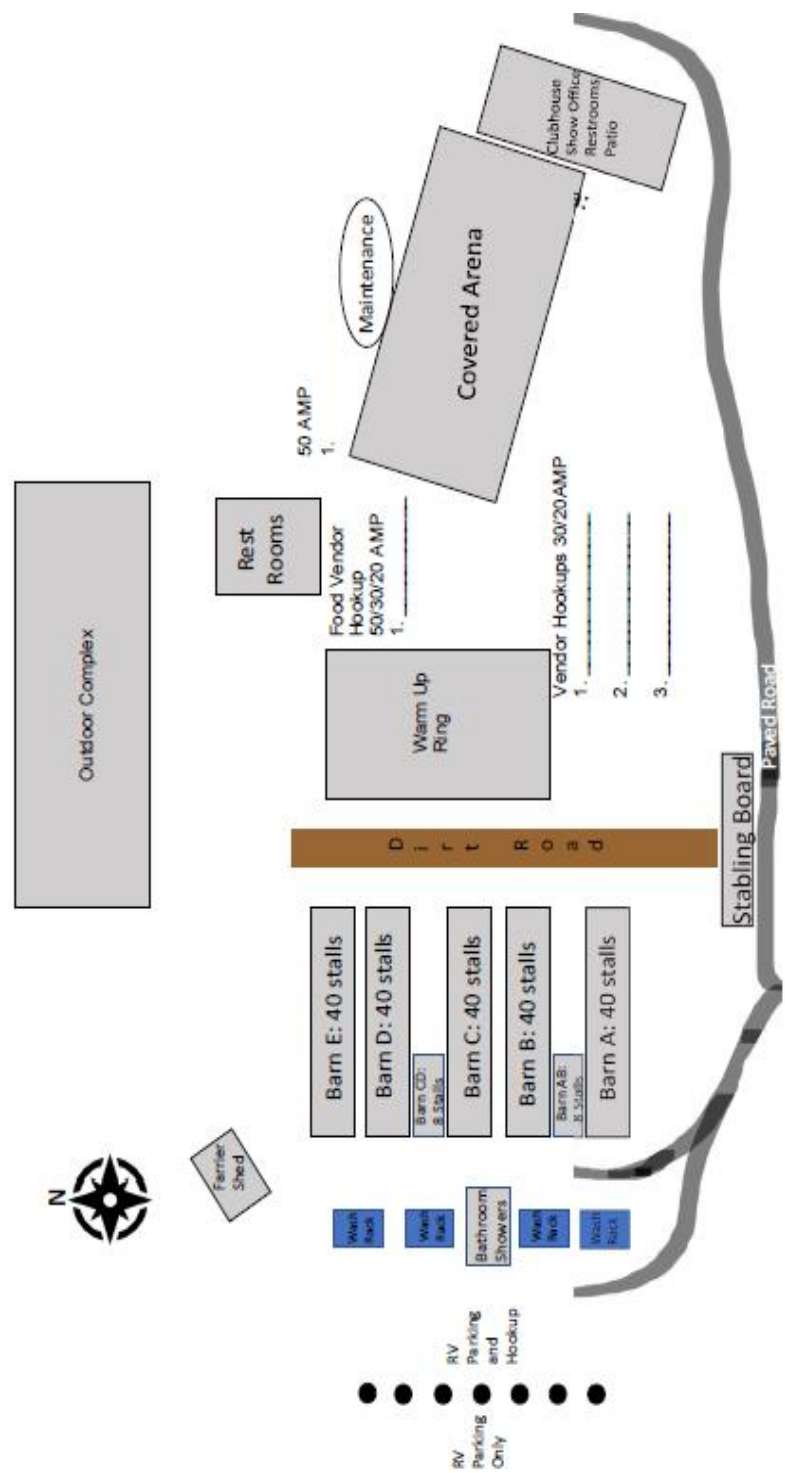 N
Outdoor Complex
Farrier
Shed
Rest
Rooms
50 AMP
1.
Maintenance
Food Vendor
Hookup
50/30/20 AMP
1.
Barn E: 40 stalls
Barn D: 40 stalls
Barn CD:
8 Stalls
Barn C: 40 stalls
Barn B: 40 stalls
Barn AB:
8 Stalls
Barn A: 40 stalls
Wash
Rack
Wash
Rack
Bathroom
Showers
Wash
Rack
Wash
Rack
RV
Parking
and
Hookup
RV
Parking
Only
Dirt Road
Warm Up
Ring
Covered Arena
Clubhouse
Show Office
Restrooms
Patio
Vendor Hookups 30/20AMP
1.
2.
3.
Stabling Board
Paved Road